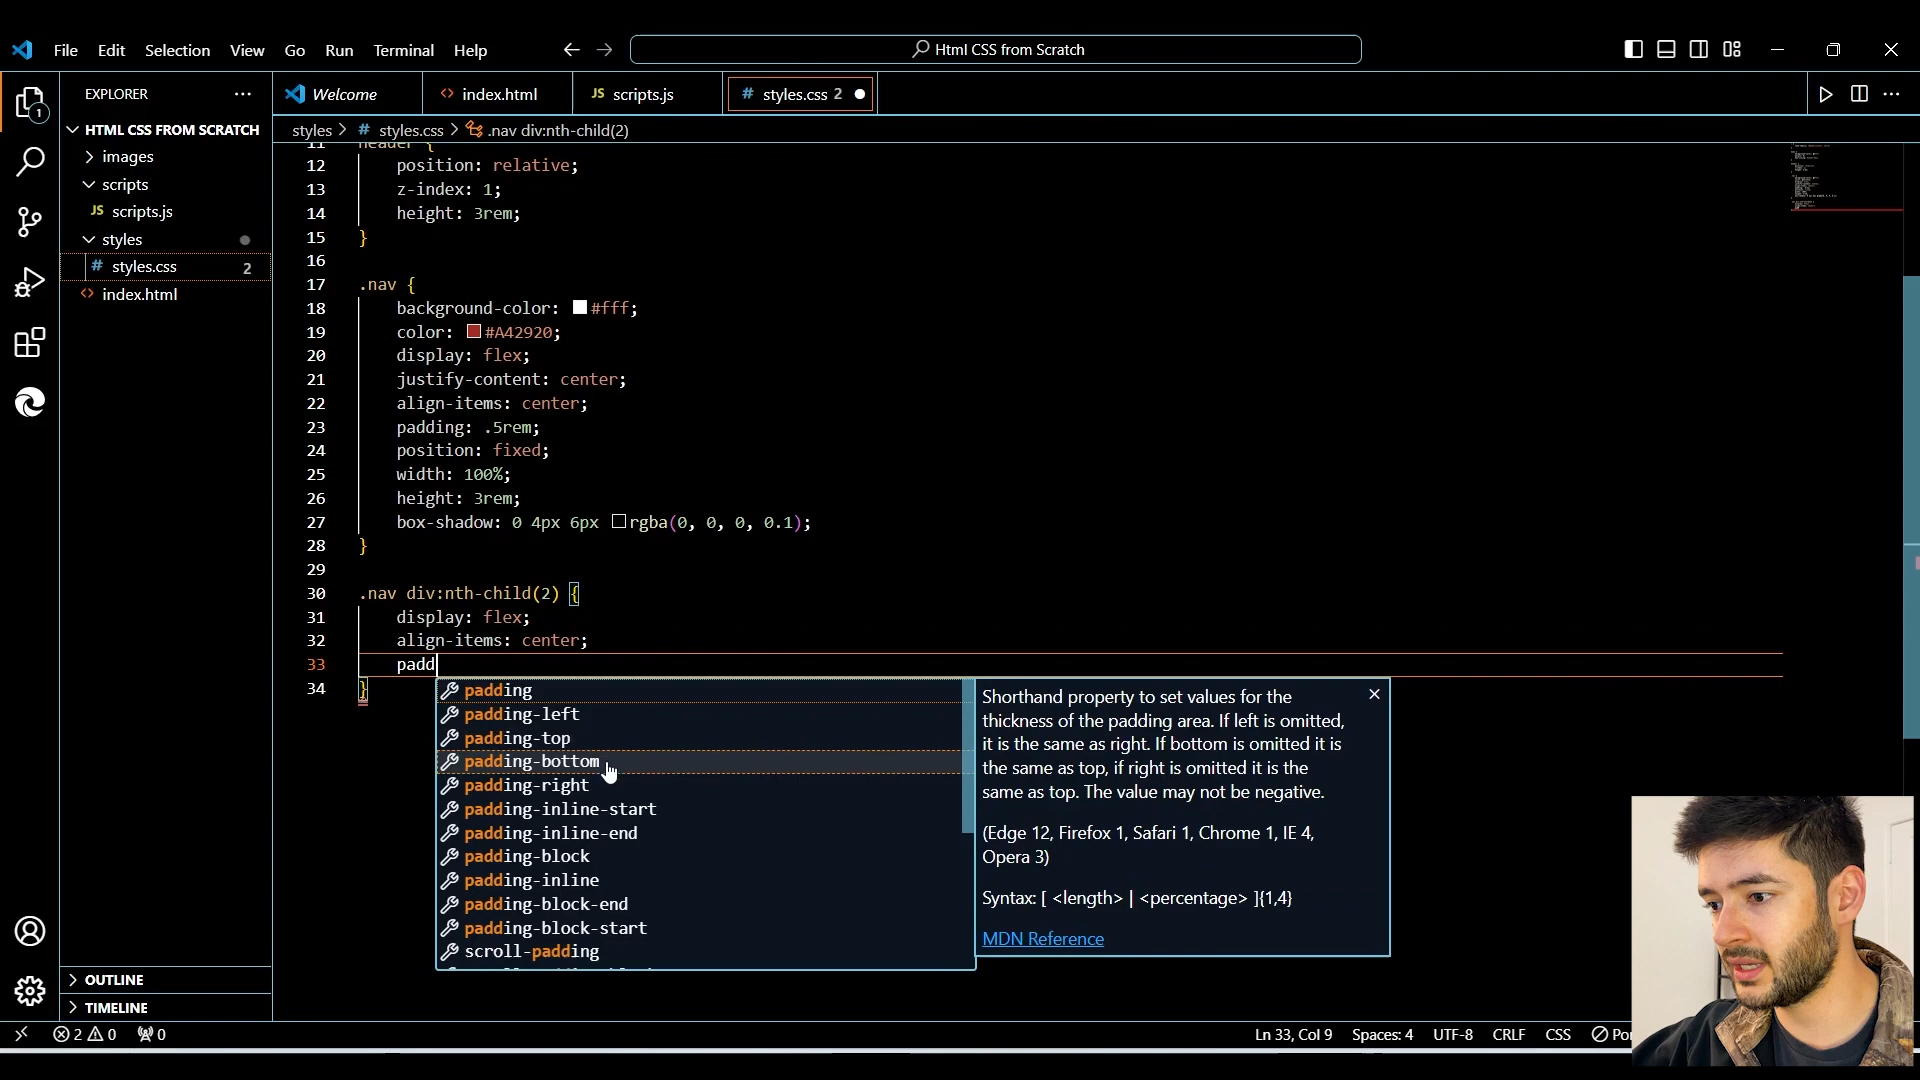 File Edit Selection View Go Run Terminal Help
Html CSS from Scratch
EXPLORER
Welcome
index.html
JS scripts.js
# styles.css 2
1
HTML CSS FROM SCRATCH
images
scripts
JS scripts.js
styles
# styles.css 2
index.html
styles > # styles.css > .nav div:nth-child(2)
11 header {
12 position: relative;
13 z-index: 1;
14 height: 3rem;
15 }
16
17 .nav {
18 background-color: #fff;
19 color: #A42920;
20 display: flex;
21 justify-content: center;
22 align-items: center;
23 padding: .5rem;
24 position: fixed;
25 width: 100%;
26 height: 3rem;
27 box-shadow: 0 4px 6px rgba(0, 0, 0, 0.1);
28 }
29
30 .nav div:nth-child(2) {
31 display: flex;
32 align-items: center;
33 padd
34 }
padding
padding-left
padding-top
padding-bottom
padding-right
padding-inline-start
padding-inline-end
padding-block
padding-inline
padding-block-end
padding-block-start
scroll-padding
Shorthand property to set values for the
thickness of the padding area. If left is omitted,
it is the same as right. If bottom is omitted it is
the same as top, if right is omitted it is the
same as top. The value may not be negative.
(Edge 12, Firefox 1, Safari 1, Chrome 1, IE 4,
Opera 3)
Syntax: [ <length> | <percentage> ]{1,4}
MDN Reference
OUTLINE
TIMELINE
2 0 0
Ln 33, Col 9 Spaces: 4 UTF-8 CRLF CSS